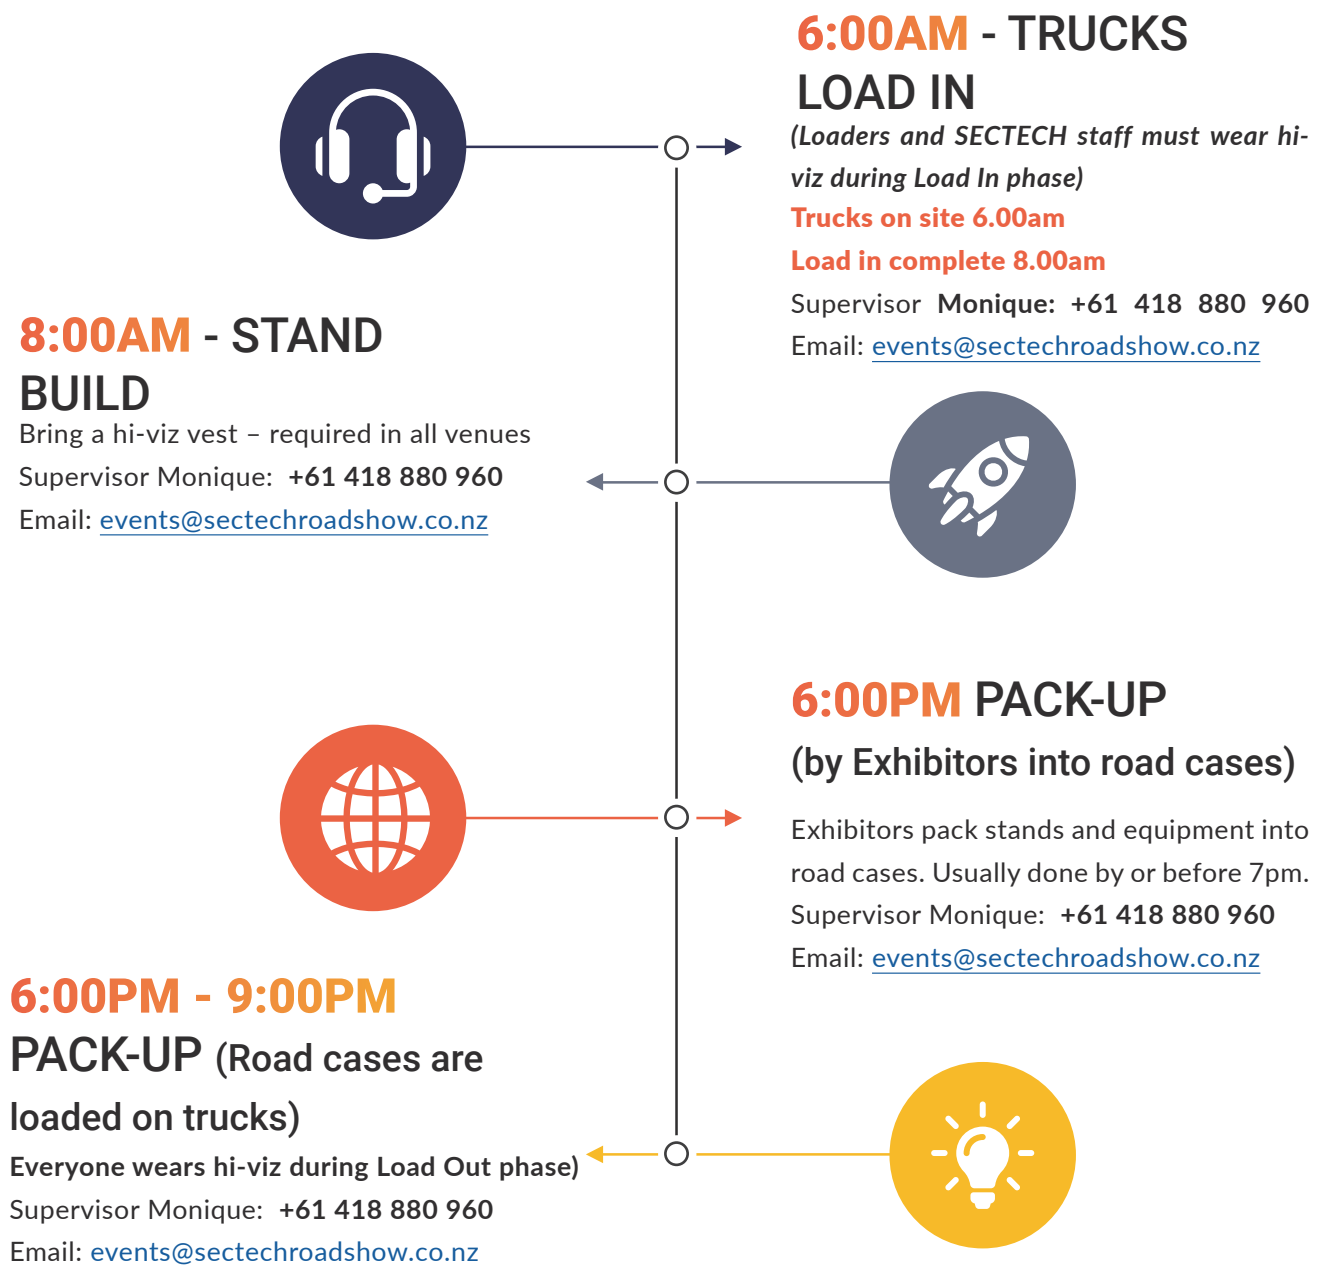 6:00AM - TRUCKS
LOAD IN
(Loaders and SECTECH staff must wear hi-
viz during Load In phase)
Trucks on site 6.00am
Load in complete 8.00am
Supervisor Monique: +61 418 880 960
Email: events@sectechroadshow.co.nz
8:00AM - STAND
BUILD
Bring a hi-viz vest – required in all venues
Supervisor Monique: +61 418 880 960
Email: events@sectechroadshow.co.nz
6:00PM PACK-UP
(by Exhibitors into road cases)
Exhibitors pack stands and equipment into
road cases. Usually done by or before 7pm.
Supervisor Monique: +61 418 880 960
Email: events@sectechroadshow.co.nz
6:00PM - 9:00PM
PACK-UP (Road cases are
loaded on trucks)
Everyone wears hi-viz during Load Out phase)
Supervisor Monique: +61 418 880 960
Email: events@sectechroadshow.co.nz